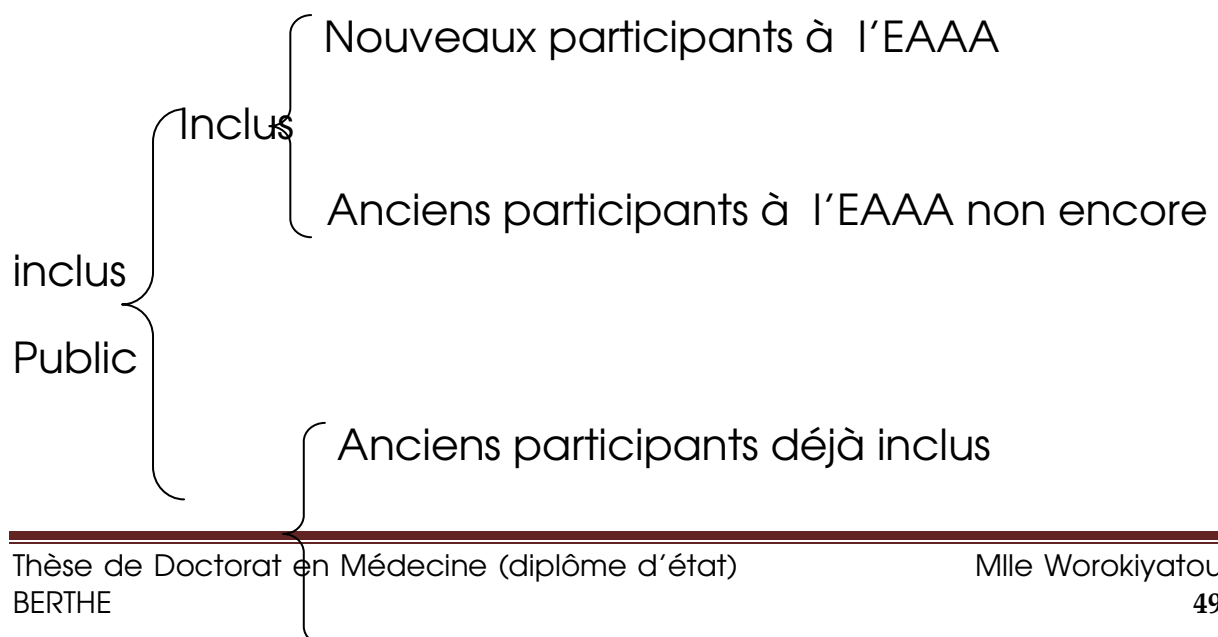 Nouveaux participants à l'EAAA
Inclus
Anciens participants à l'EAAA non encore
inclus
Public
Anciens participants déjà inclus
Thèse de Doctorat en Médecine (diplôme d'état) Mlle Worokiyatou
BERTHE 49